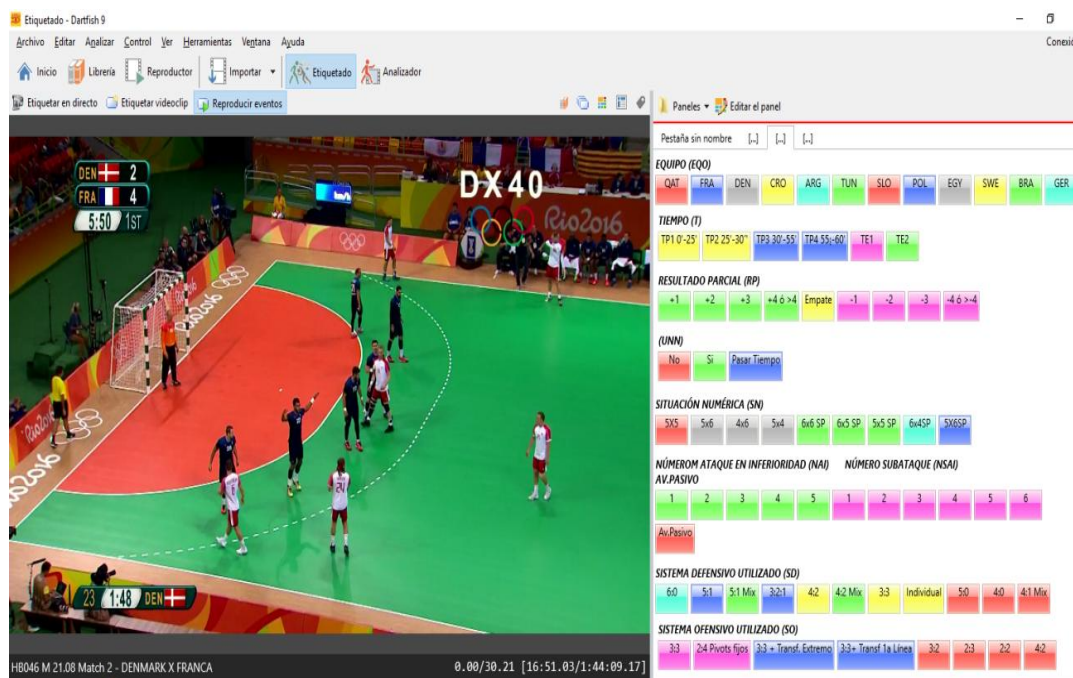 Etiquetado - Dartfish 9
Archivo Editar Analizar Control Ver Herramientas Ventana Ayuda
Conexió
Inicio Librería Reproductor Importar Etiquetado Analizador
Etiquetar en directo Etiquetar videoclip Reproducir eventos
Paneles Editar el panel
Pestaña sin nombre [...] [...] [...]
DEN 2
FRA 4
5:50 1ST
DX40
Rio2016
EQUIPO (EQO)
QAT FRA DEN CRO ARG TUN SLO POL EGY SWE BRA GER
TIEMPO (T)
TP1 0'-25' TP2 25'-30" TP3 30'-55' TP4 55;-60' TE1 TE2
RESULTADO PARCIAL (RP)
+1 +2 +3 +4 ó >4 Empate -1 -2 -3 -4 ó >-4
(UNN)
No Si Pasar Tiempo
SITUACIÓN NUMÉRICA (SN)
5X5 5x6 4x6 5x4 6x6 SP 6x5 SP 5x5 SP 6x4SP 5X6SP
NÚMEROM ATAQUE EN INFERIORIDAD (NAI) NÚMERO SUBATAQUE (NSAI)
AV.PASIVO
1 2 3 4 5 1 2 3 4 5 6
Av.Pasivo
SISTEMA DEFENSIVO UTILIZADO (SD)
6:0 5:1 5:1 Mix 3:2:1 4:2 4:2 Mix 3:3 Individual 5:0 4:0 4:1 Mix
SISTEMA OFENSIVO UTILIZADO (SO)
3:3 2:4 Pivots fijos 3:3 + Transf. Extremo 3:3+ Transf 1a Línea 3:2 2:3 2:2 4:2
Rio2016
2016
24
23 1:48 DEN
HB046 M 21.08 Match 2 - DENMARK X FRANCA
0.00/30.21 [16:51.03/1:44:09.17]